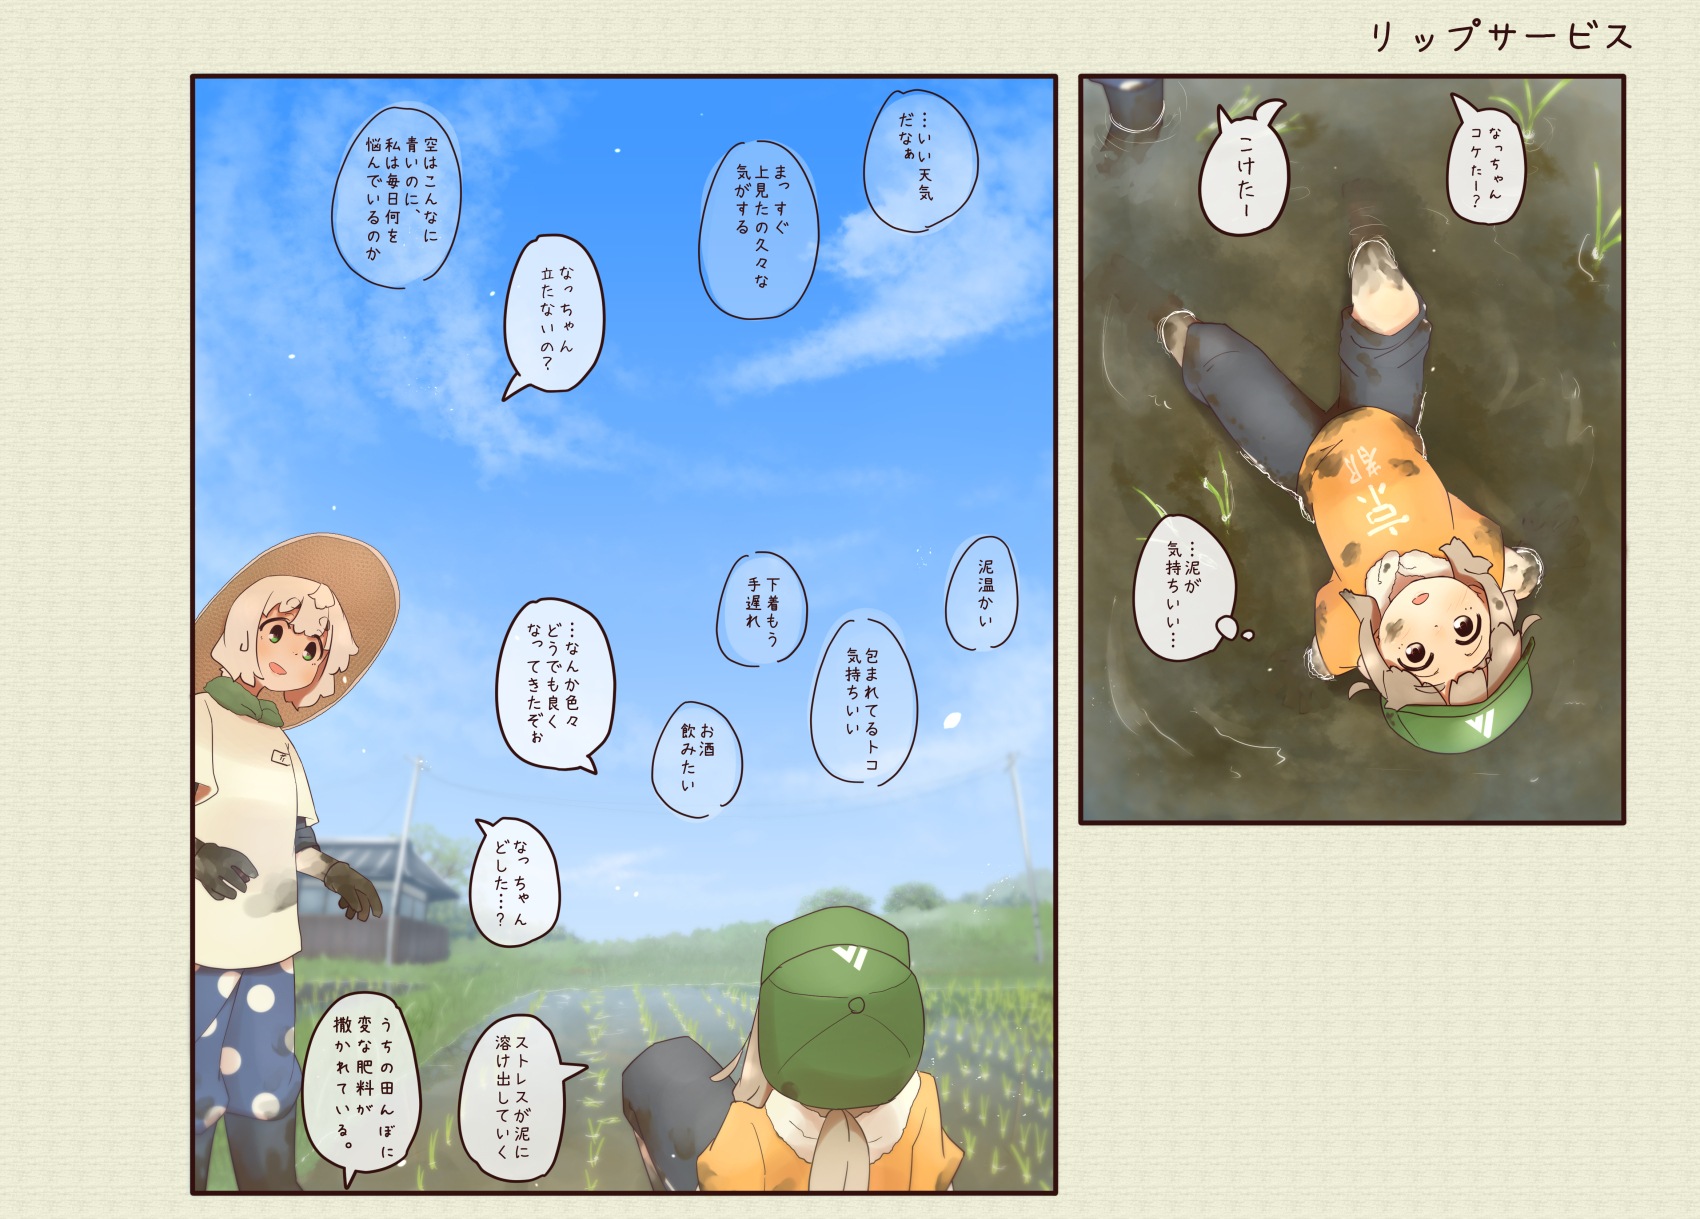 リップサービス
なっちゃん
コケたー？
こけたー
京都
…泥が
気持ちいい…
…いい天気
だなぁ
まっすぐ
上見たの久々な
気がする
空はこんなに
青いのに、
私は毎日何を
悩んでいるのか
なっちゃん
立たないの？
泥温かい
包まれてるトコ
気持ちいい
下着もう
手遅れ
お酒
飲みたい
…なんか色々
どうでも良く
なってきたぞぉ
なっちゃん
どした…？
ストレスが泥に
溶け出していく
うちの田んぼに
変な肥料が
撒かれている。